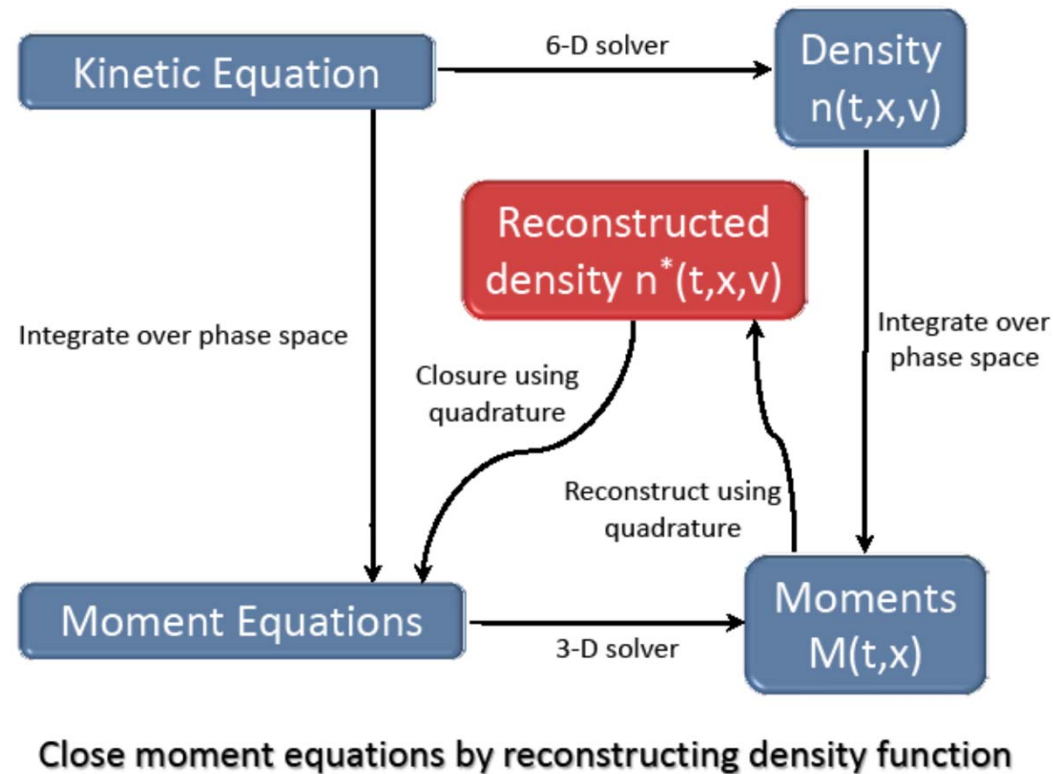 Kinetic Equation
6-D solver
Density
n(t,x,v)
Reconstructed
density n*(t,x,v)
Integrate over phase space
Integrate over
phase space
Closure using
quadrature
Reconstruct using
quadrature
Moment Equations
3-D solver
Moments
M(t,x)
Close moment equations by reconstructing density function